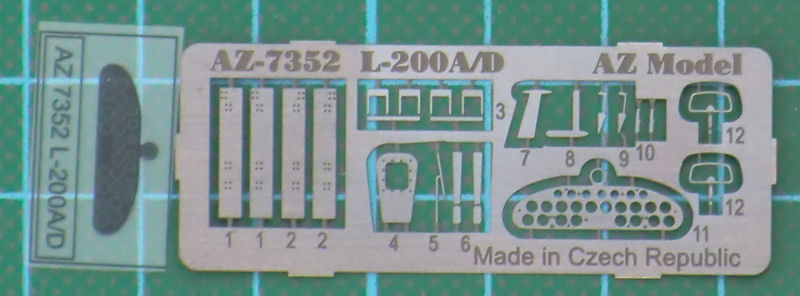 AZ 7352 L-200A/D
AZ-7352 L-200A/D AZ Model
3
7 8 9 10 12
12
1 1 2 2 4 5 6 11
Made in Czech Republic